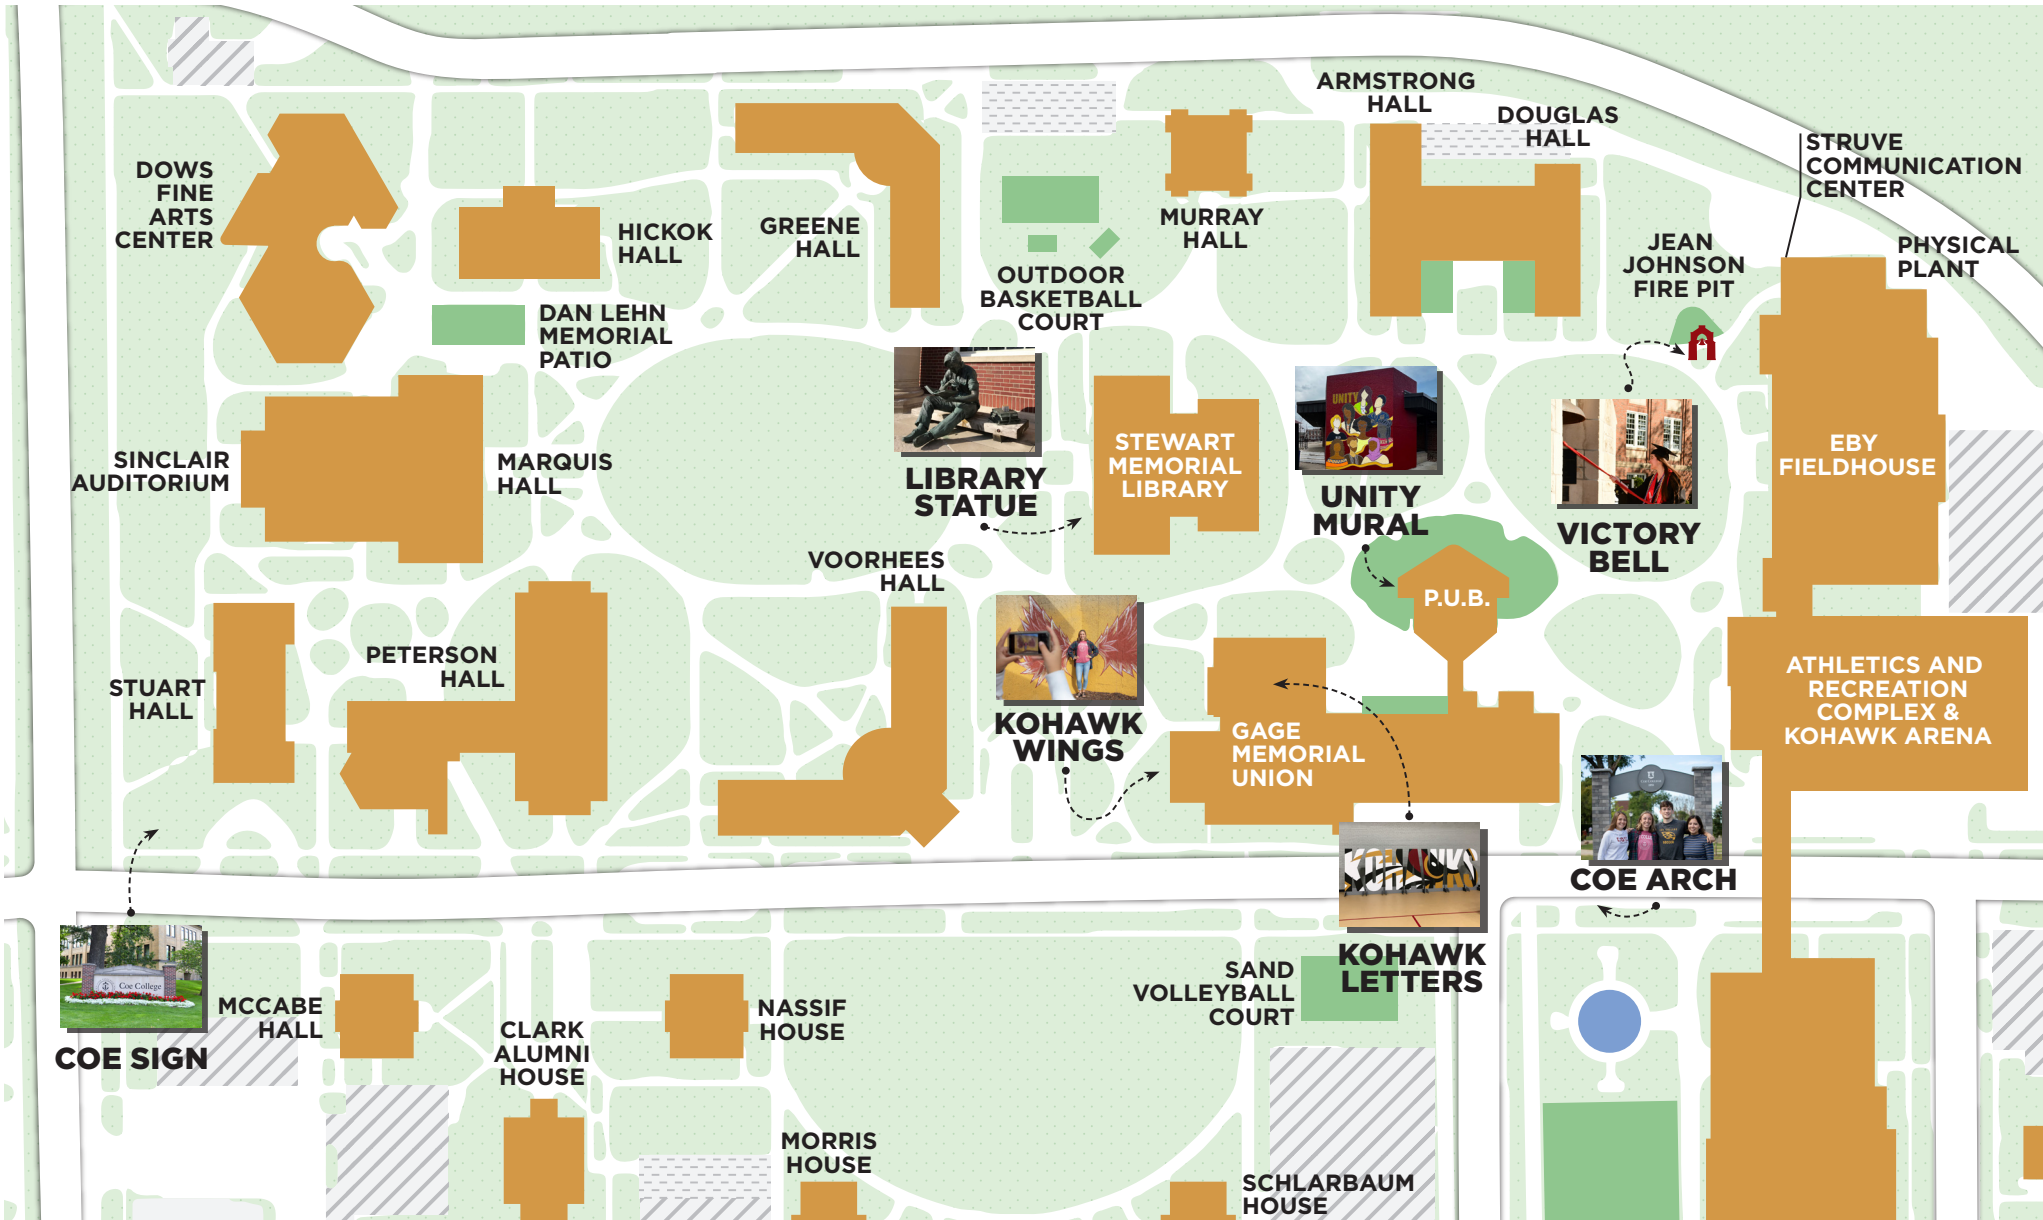 ARMSTRONG
HALL
DOUGLAS
HALL
STRUVE
COMMUNICATION
CENTER
DOWS
FINE
ARTS
CENTER
HICKOK
HALL
GREENE
HALL
MURRAY
HALL
JEAN
JOHNSON
FIRE PIT
PHYSICAL
PLANT
OUTDOOR
BASKETBALL
COURT
DAN LEHN
MEMORIAL
PATIO
SINCLAIR
AUDITORIUM
MARQUIS
HALL
LIBRARY
STATUE
STEWART
MEMORIAL
LIBRARY
UNITY
UNITY
MURAL
VICTORY
BELL
EBY
FIELDHOUSE
VOORHEES
HALL
P.U.B.
STUART
HALL
PETERSON
HALL
KOHAWK
WINGS
GAGE
MEMORIAL
UNION
ATHLETICS AND
RECREATION
COMPLEX &
KOHAWK ARENA
COE ARCH
KOHAWKS
KOHAWK
LETTERS
Coe College
COE SIGN
MCCABE
HALL
CLARK
ALUMNI
HOUSE
NASSIF
HOUSE
SAND
VOLLEYBALL
COURT
MORRIS
HOUSE
SCHLARBAUM
HOUSE